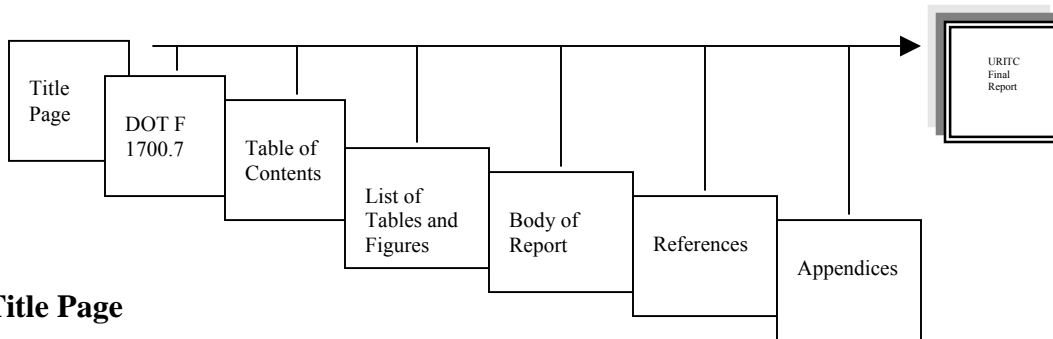 Title
Page
DOT F
1700.7
Table of
Contents
List of
Tables and
Figures
Body of
Report
References
Appendices
URITC
Final
Report
Title Page